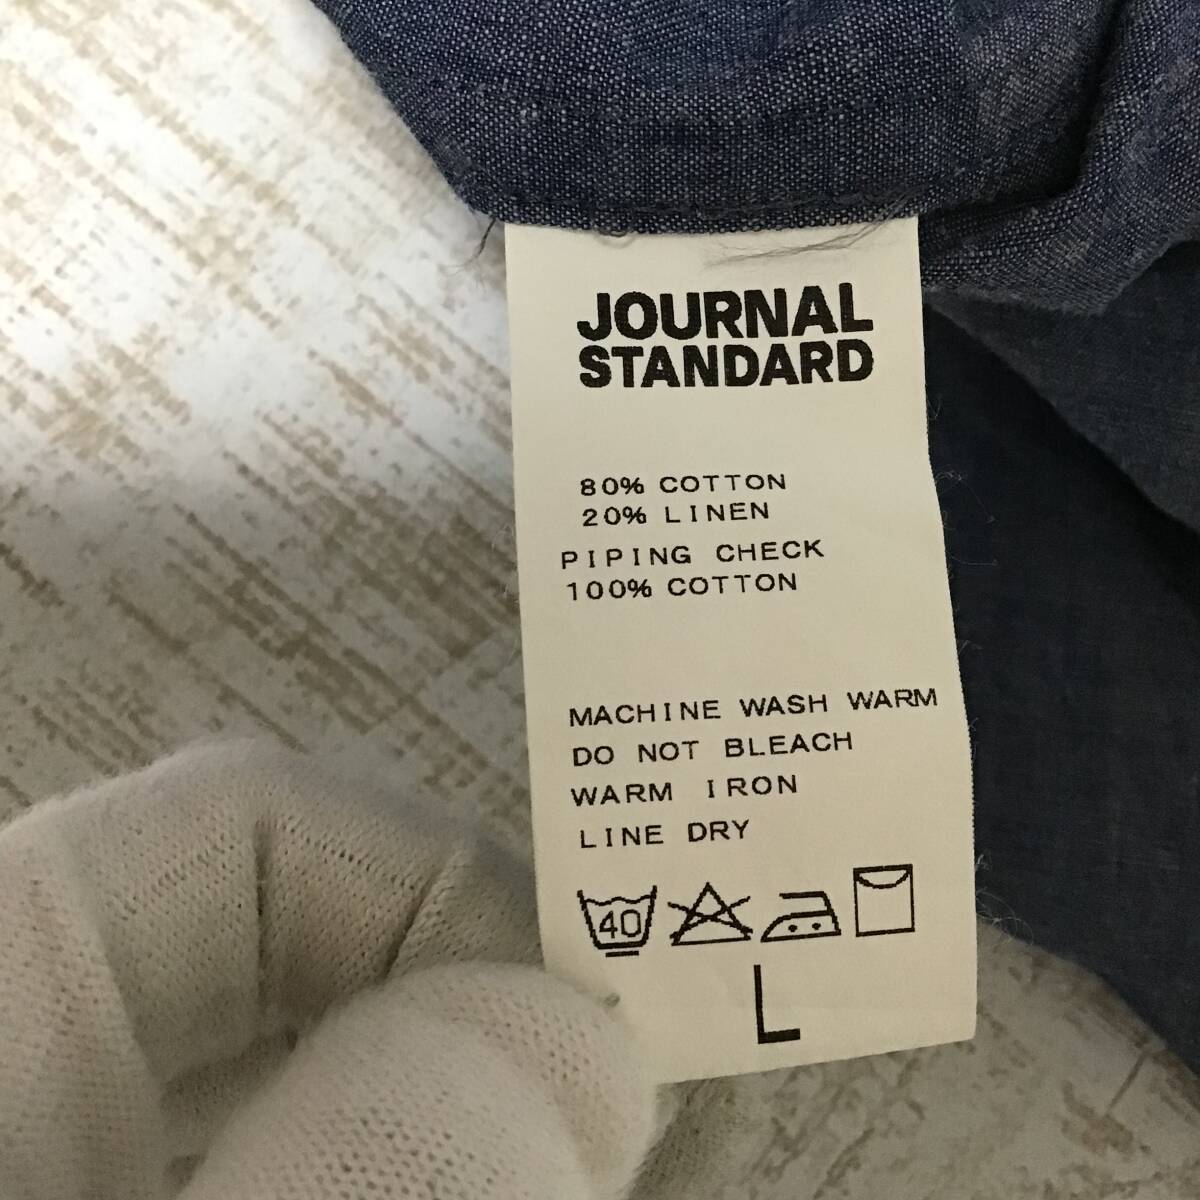 JOURNAL
STANDARD
80% COTTON
20% LINEN
PIPING CHECK
100% COTTON
MACHINE WASH WARM
DO NOT BLEACH
WARM IRON
LINE DRY
40
L